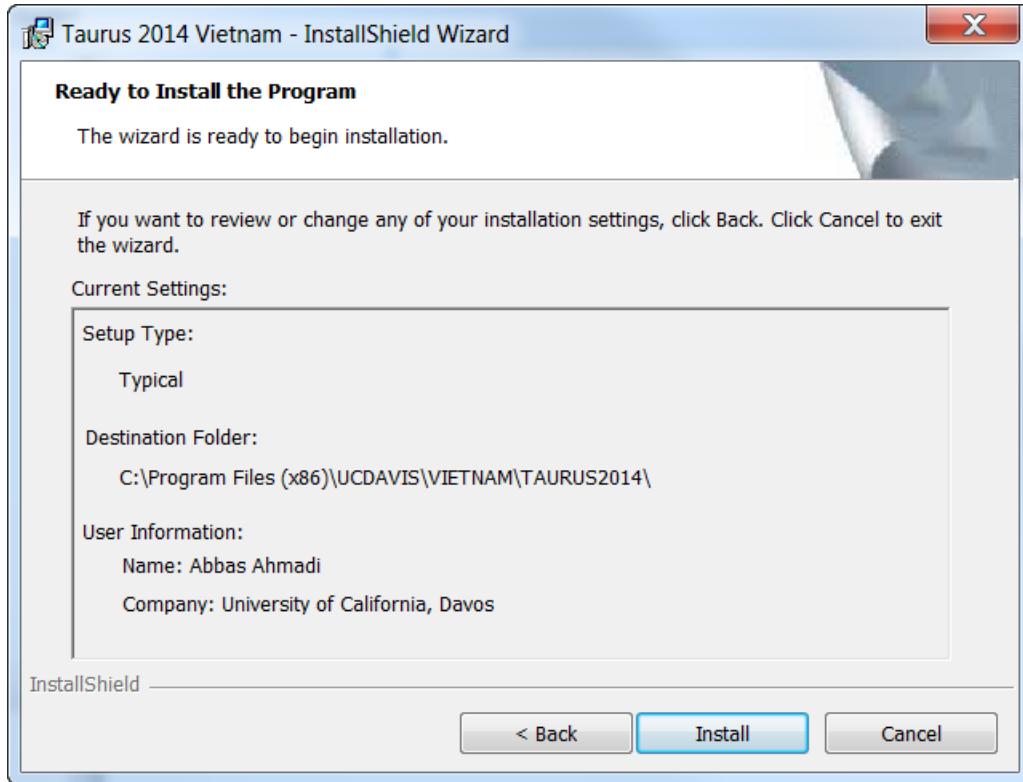 Taurus 2014 Vietnam - InstallShield Wizard
Ready to Install the Program
The wizard is ready to begin installation.
If you want to review or change any of your installation settings, click Back. Click Cancel to exit
the wizard.
Current Settings:
Setup Type:
Typical
Destination Folder:
C:\Program Files (x86)\UCDAVIS\VIETNAM\TAURUS2014\
User Information:
Name: Abbas Ahmadi
Company: University of California, Davos
InstallShield
< Back
Install
Cancel